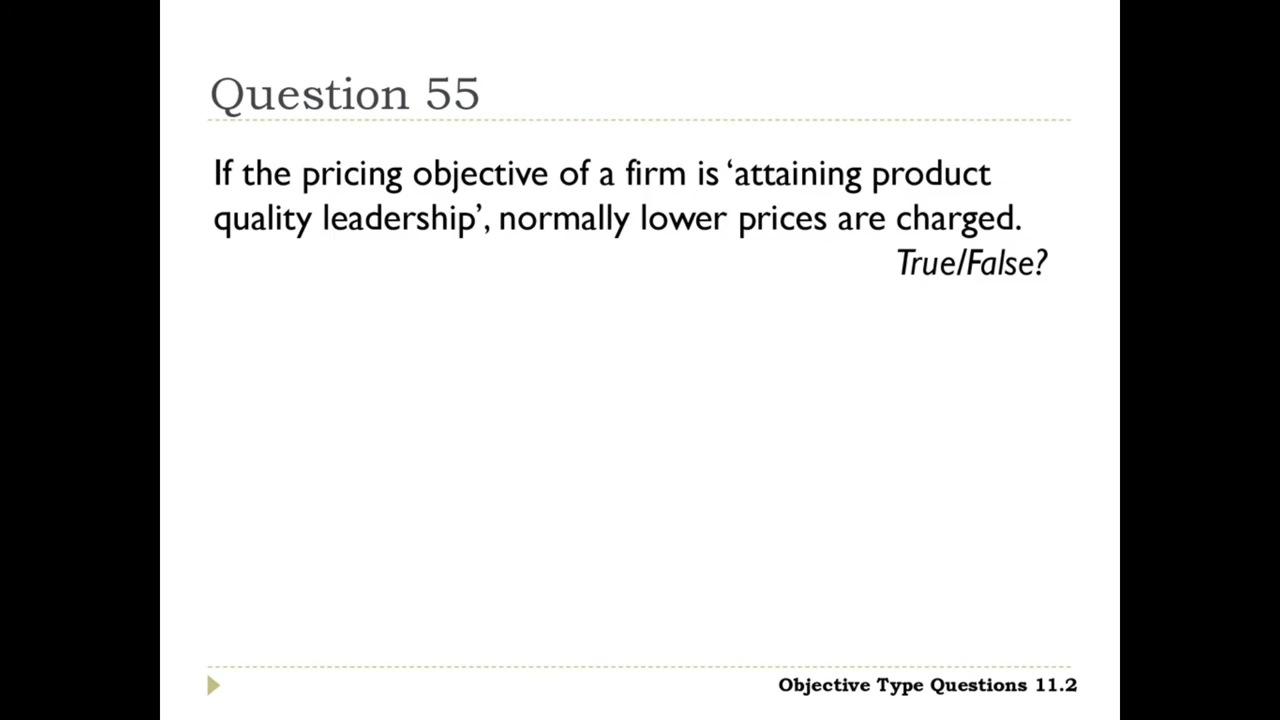 Question 55
If the pricing objective of a firm is ‘attaining product
quality leadership’, normally lower prices are charged.
True/False?
Objective Type Questions 11.2